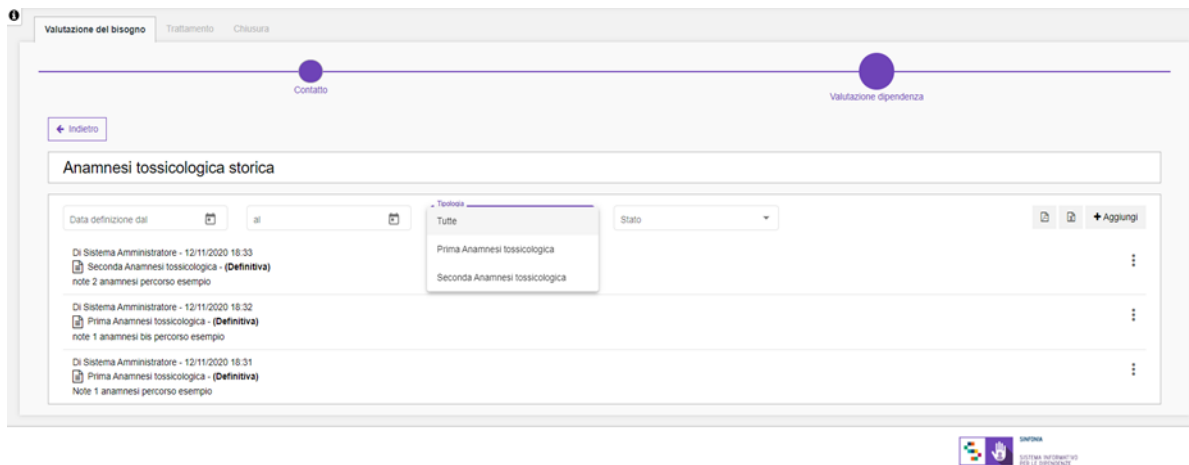 Valutazione del bisogno Trattamento Chiusura
Contatto
Valutazione dipendenza
Indietro
Anamnesi tossicologica storica
Data definizione dal
al
Tipologia
Tutte
Prima Anamnesi tossicologica
Seconda Anamnesi tossicologica
Stato
Aggiungi
Di Sistema Amministratore - 12/11/2020 18:33
Seconda Anamnesi tossicologica - (Definitiva)
note 2 anamnesi percorso esempio
Di Sistema Amministratore - 12/11/2020 18:32
Prima Anamnesi tossicologica - (Definitiva)
note 1 anamnesi bis percorso esempio
Di Sistema Amministratore - 12/11/2020 18:31
Prima Anamnesi tossicologica - (Definitiva)
Note 1 anamnesi percorso esempio
SINFONIA
SISTEMA INFORMATIVO
PER LE DIPENDENZE